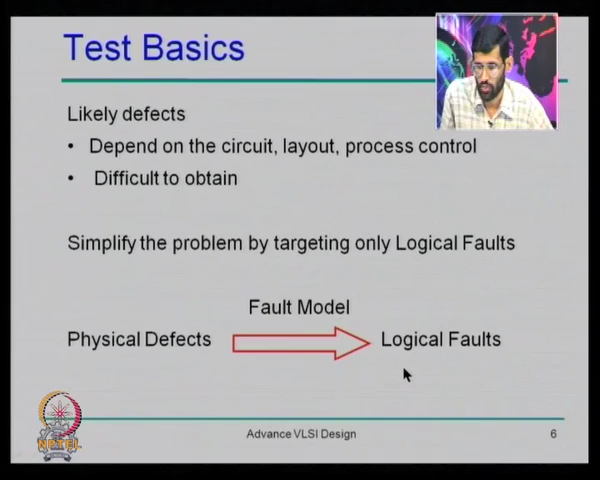 Test Basics
Likely defects
• Depend on the circuit, layout, process control
• Difficult to obtain
Simplify the problem by targeting only Logical Faults
Fault Model
Physical Defects
Logical Faults
NPTEL
Advance VLSI Design
6